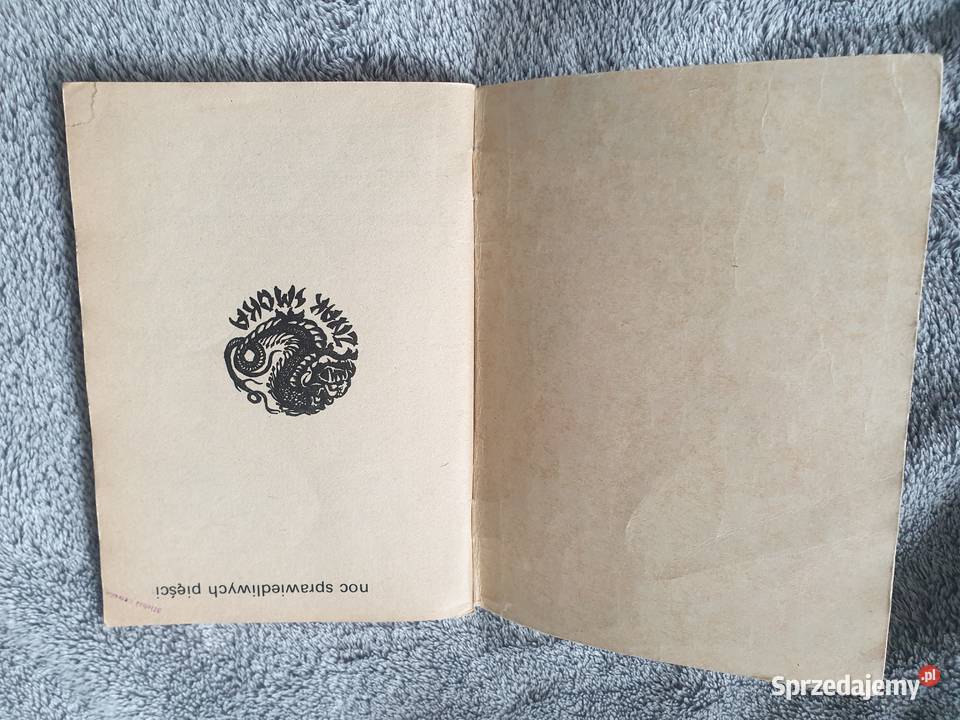 noc sprawiedliwych pięści
ZNAK SMOKA
Sprzedajemy.pl